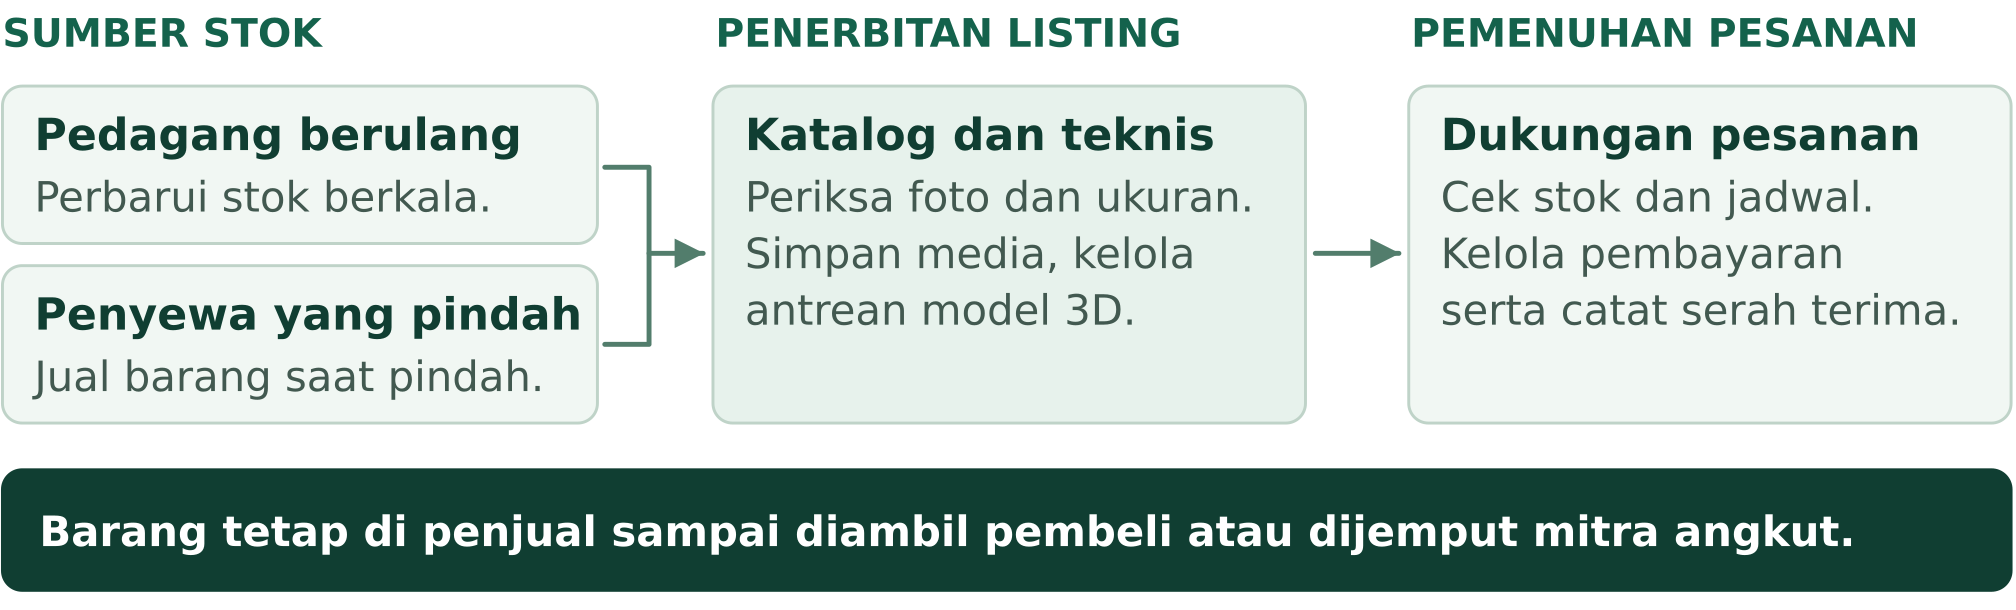 SUMBER STOK
Pedagang berulang
Perbarui stok berkala.
Penyewa yang pindah
Jual barang saat pindah.
PENERBITAN LISTING
Katalog dan teknis
Periksa foto dan ukuran.
Simpan media, kelola
antrean model 3D.
PEMENUHAN PESANAN
Dukungan pesanan
Cek stok dan jadwal.
Kelola pembayaran
serta catat serah terima.
Barang tetap di penjual sampai diambil pembeli atau dijemput mitra angkut.